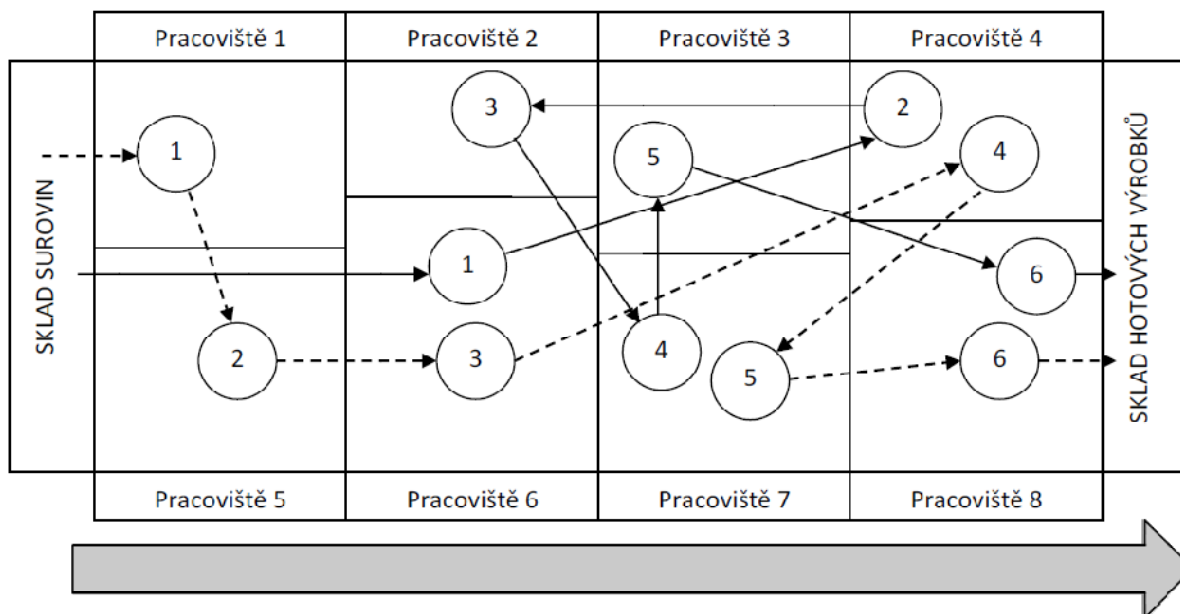 Pracoviště 1
Pracoviště 2
Pracoviště 3
Pracoviště 4
SKLAD SUROVIN
3
2
1
5
4
1
6
2
3
4
5
6
SKLAD HOTOVÝCH VÝROBKŮ
Pracoviště 5
Pracoviště 6
Pracoviště 7
Pracoviště 8